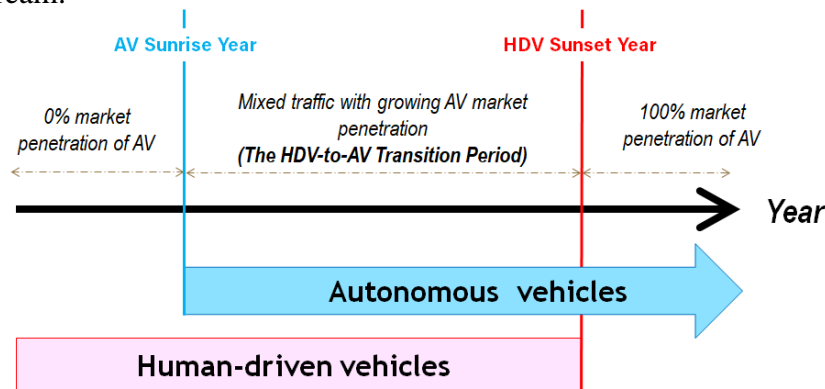 AV Sunrise Year
HDV Sunset Year
0% market
penetration of AV
Mixed traffic with growing AV market
penetration
(The HDV-to-AV Transition Period)
100% market
penetration of AV
Year
Autonomous vehicles
Human-driven vehicles